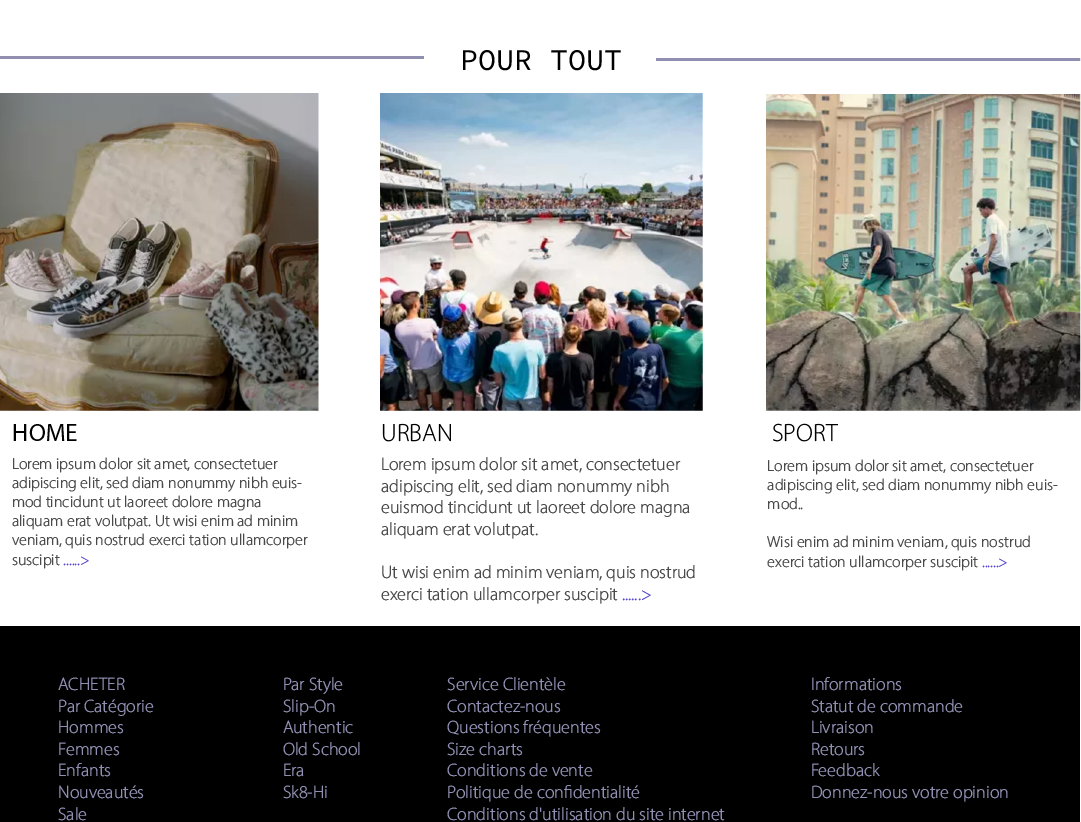 POUR TOUT
HOME
Lorem ipsum dolor sit amet, consectetuer
adipiscing elit, sed diam nonummy nibh euis-
mod tincidunt ut laoreet dolore magna
aliquam erat volutpat. Ut wisi enim ad minim
veniam, quis nostrud exerci tation ullamcorper
suscipit ......>
URBAN
Lorem ipsum dolor sit amet, consectetuer
adipiscing elit, sed diam nonummy nibh
euismod tincidunt ut laoreet dolore magna
aliquam erat volutpat.
Ut wisi enim ad minim veniam, quis nostrud
exerci tation ullamcorper suscipit ......>
SPORT
Lorem ipsum dolor sit amet, consectetuer
adipiscing elit, sed diam nonummy nibh euis-
mod..
Wisi enim ad minim veniam, quis nostrud
exerci tation ullamcorper suscipit ......>
ACHETER
Par Catégorie
Hommes
Femmes
Enfants
Nouveautés
Sale
Par Style
Slip-On
Authentic
Old School
Era
Sk8-Hi
Service Clientèle
Contactez-nous
Questions fréquentes
Size charts
Conditions de vente
Politique de confidentialité
Conditions d'utilisation du site internet
Informations
Statut de commande
Livraison
Retours
Feedback
Donnez-nous votre opinion